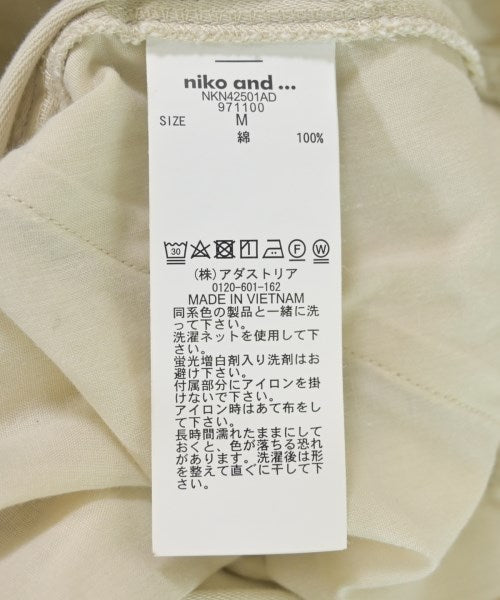 niko and ...
NKN42501AD
971100
SIZE M
綿 100%
30 F W
(株)アダストリア
0120-601-162
MADE IN VIETNAM
同系色の製品と一緒に洗
って下さい。
洗濯ネットを使用して下
さい。
蛍光増白剤入り洗剤はお
避け下さい。
付属部分にアイロンを掛
けないで下さい。
アイロン時はあて布をし
て下さい。
長時間濡れたままにして
おくと、色が落ちる恐れ
があります。洗濯後は形
を整えて直ぐに干して下
さい。